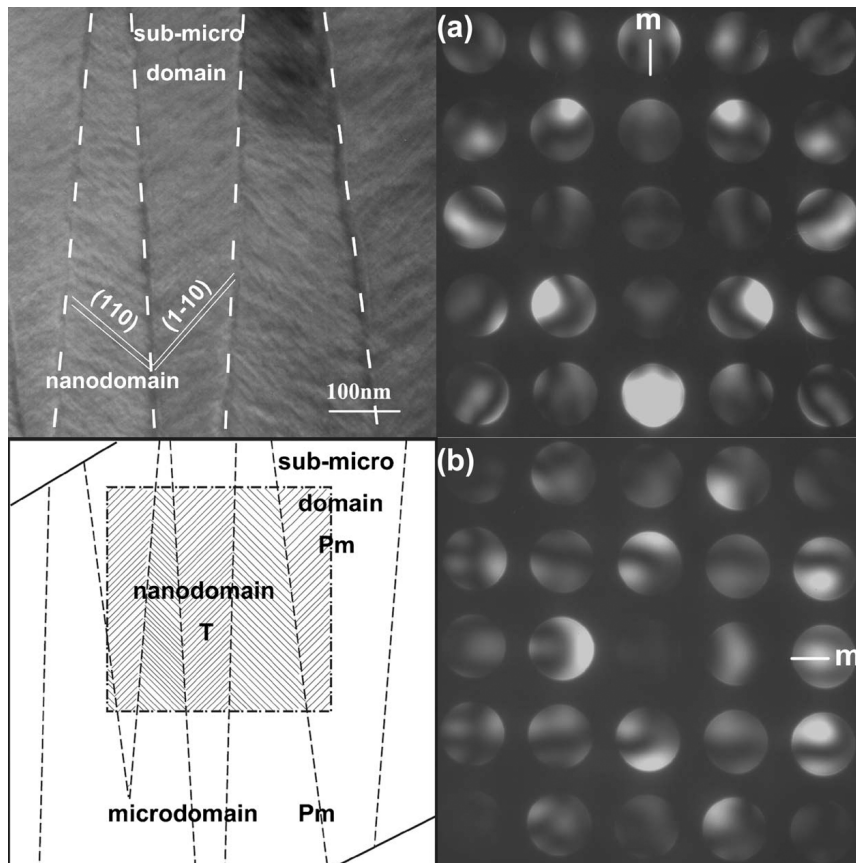 sub-micro
domain
(110)
(1-10)
nanodomain
100nm
(a)
m
sub-micro
domain
Pm
nanodomain
T
microdomain Pm
(b)
m